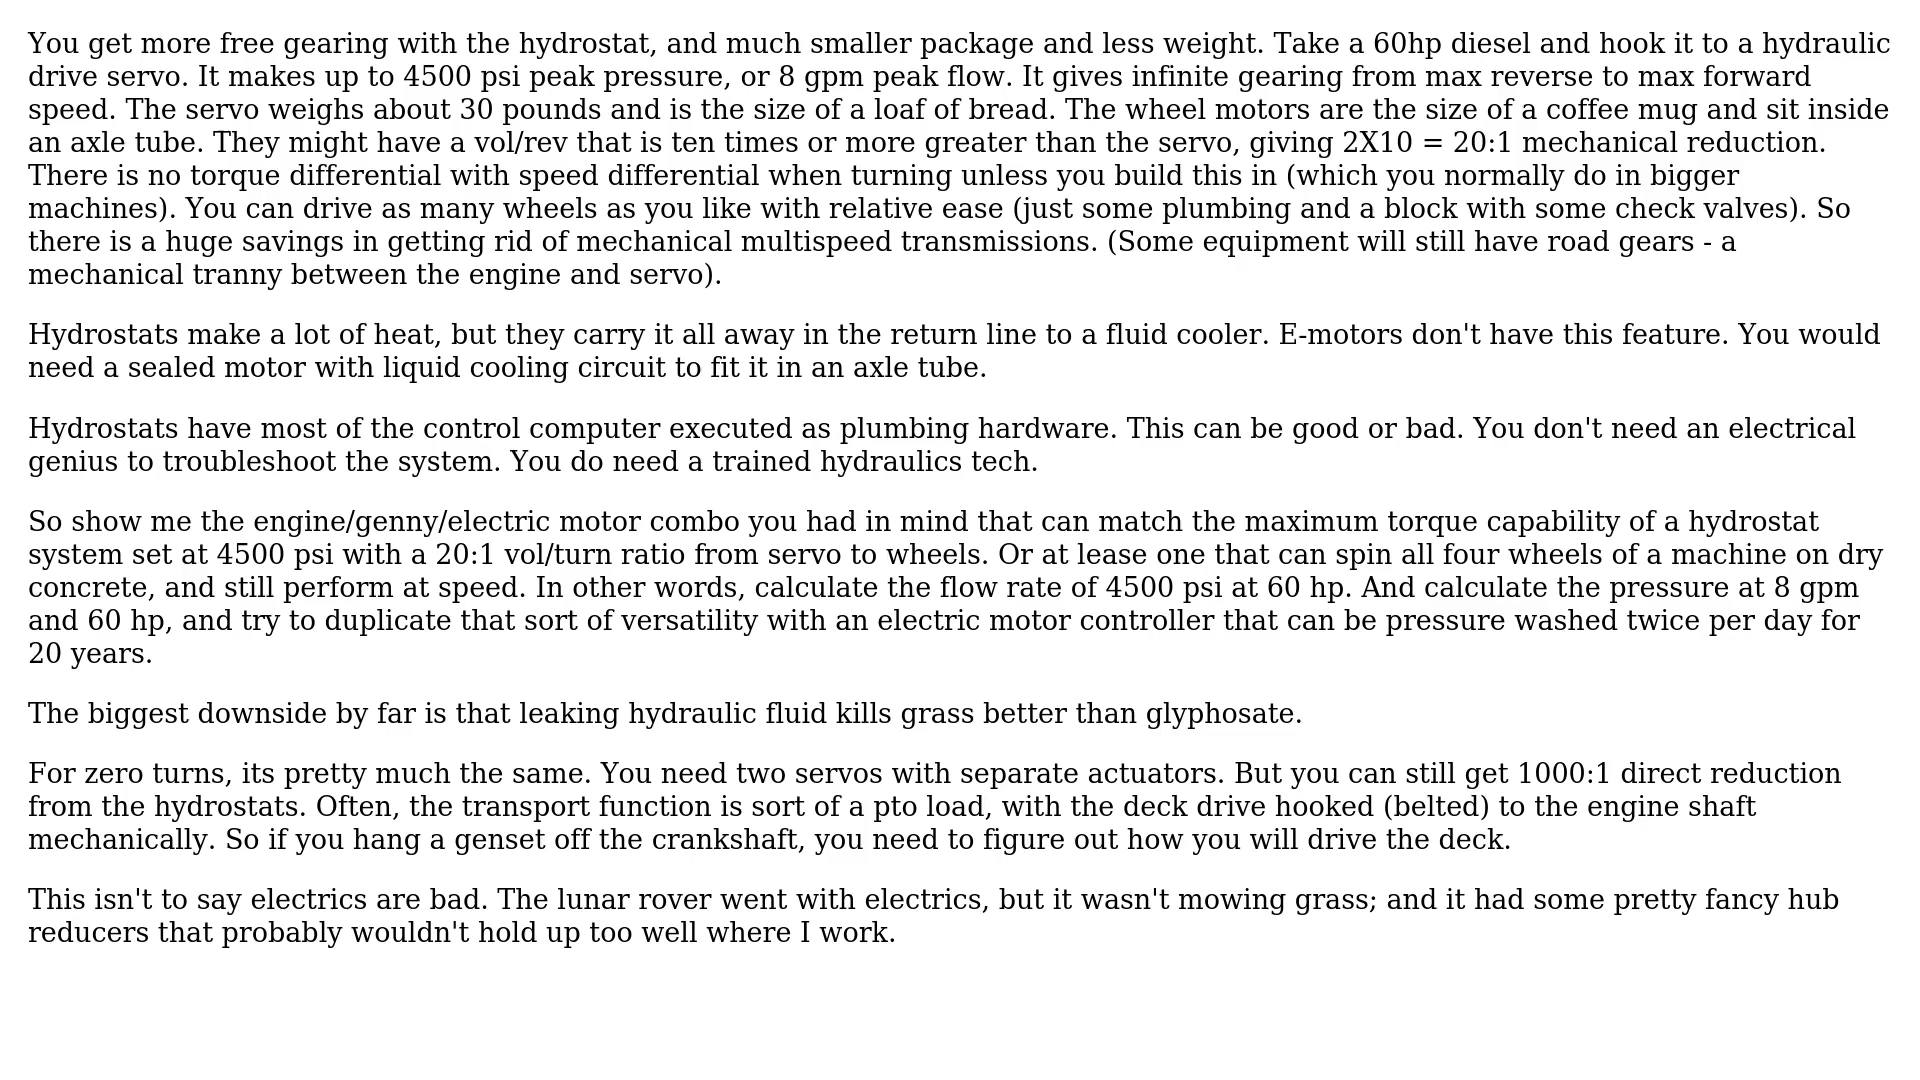 You get more free gearing with the hydrostat, and much smaller package and less weight. Take a 60hp diesel and hook it to a hydraulic
drive servo. It makes up to 4500 psi peak pressure, or 8 gpm peak flow. It gives infinite gearing from max reverse to max forward
speed. The servo weighs about 30 pounds and is the size of a loaf of bread. The wheel motors are the size of a coffee mug and sit inside
an axle tube. They might have a vol/rev that is ten times or more greater than the servo, giving 2X10 = 20:1 mechanical reduction.
There is no torque differential with speed differential when turning unless you build this in (which you normally do in bigger
machines). You can drive as many wheels as you like with relative ease (just some plumbing and a block with some check valves). So
there is a huge savings in getting rid of mechanical multispeed transmissions. (Some equipment will still have road gears - a
mechanical tranny between the engine and servo).
Hydrostats make a lot of heat, but they carry it all away in the return line to a fluid cooler. E-motors don't have this feature. You would
need a sealed motor with liquid cooling circuit to fit it in an axle tube.
Hydrostats have most of the control computer executed as plumbing hardware. This can be good or bad. You don't need an electrical
genius to troubleshoot the system. You do need a trained hydraulics tech.
So show me the engine/genny/electric motor combo you had in mind that can match the maximum torque capability of a hydrostat
system set at 4500 psi with a 20:1 vol/turn ratio from servo to wheels. Or at lease one that can spin all four wheels of a machine on dry
concrete, and still perform at speed. In other words, calculate the flow rate of 4500 psi at 60 hp. And calculate the pressure at 8 gpm
and 60 hp, and try to duplicate that sort of versatility with an electric motor controller that can be pressure washed twice per day for
20 years.
The biggest downside by far is that leaking hydraulic fluid kills grass better than glyphosate.
For zero turns, its pretty much the same. You need two servos with separate actuators. But you can still get 1000:1 direct reduction
from the hydrostats. Often, the transport function is sort of a pto load, with the deck drive hooked (belted) to the engine shaft
mechanically. So if you hang a genset off the crankshaft, you need to figure out how you will drive the deck.
This isn't to say electrics are bad. The lunar rover went with electrics, but it wasn't mowing grass; and it had some pretty fancy hub
reducers that probably wouldn't hold up too well where I work.